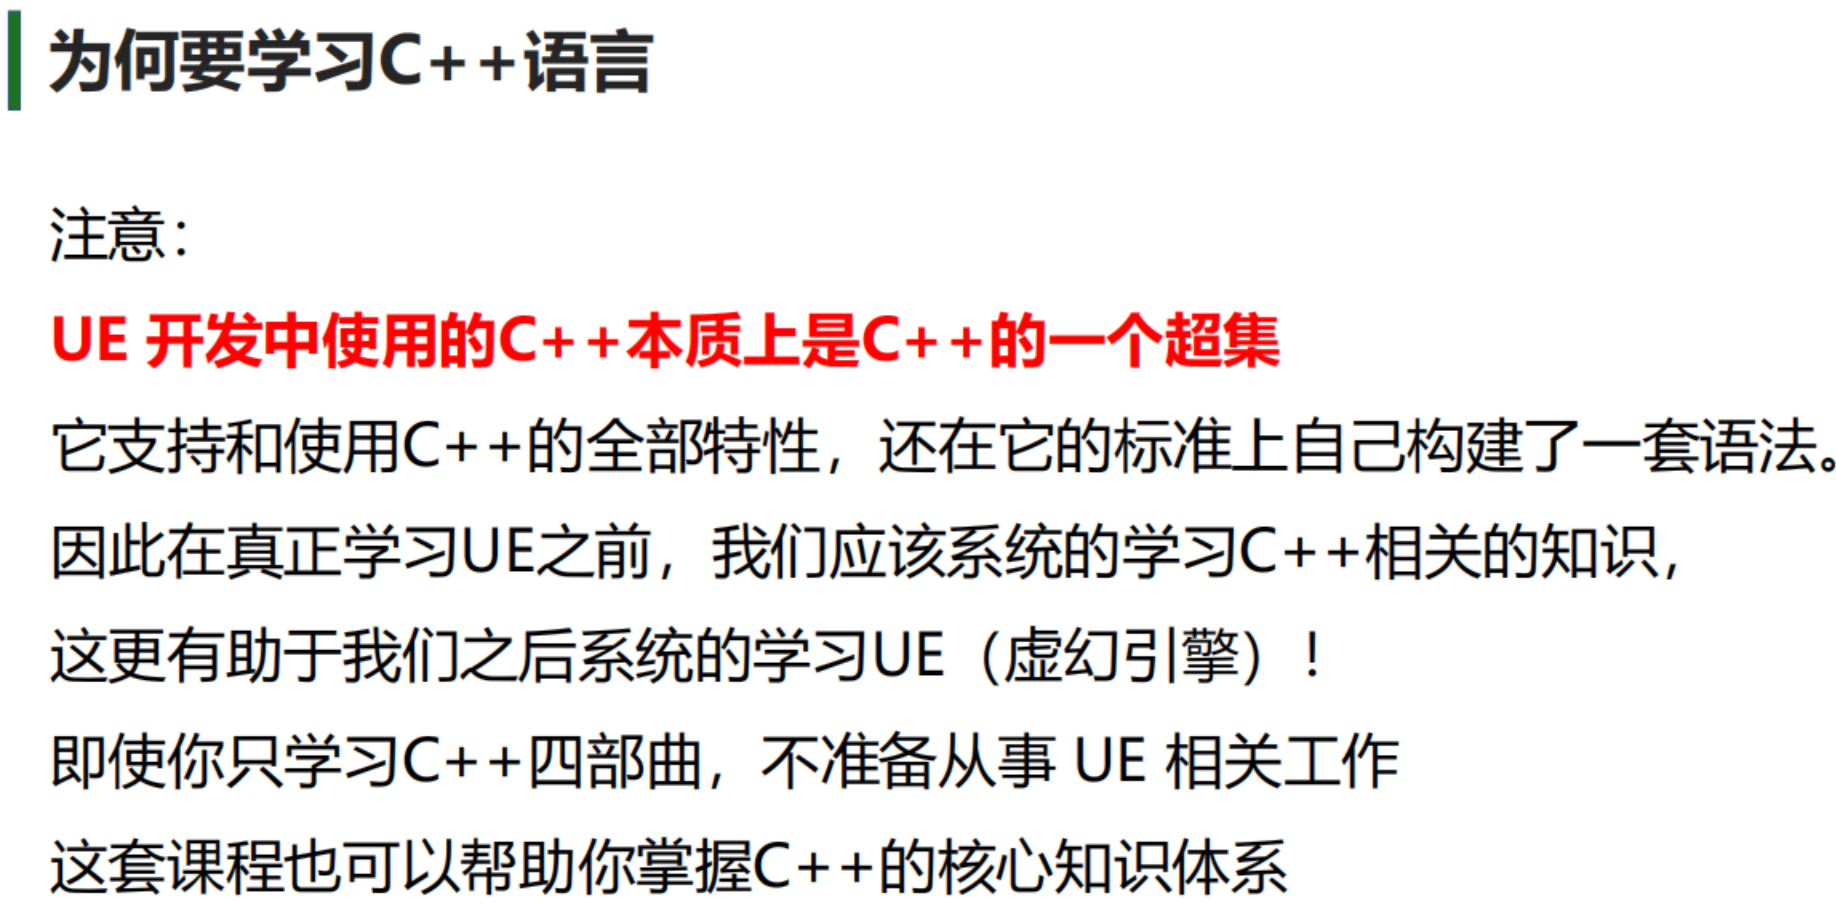 为何要学习C++语言
注意：
UE 开发中使用的C++本质上是C++的一个超集
它支持和使用C++的全部特性，还在它的标准上自己构建了一套语法。
因此在真正学习UE之前，我们应该系统的学习C++相关的知识，
这更有助于我们之后系统的学习UE（虚幻引擎）！
即使你只学习C++四部曲，不准备从事 UE 相关工作
这套课程也可以帮助你掌握C++的核心知识体系